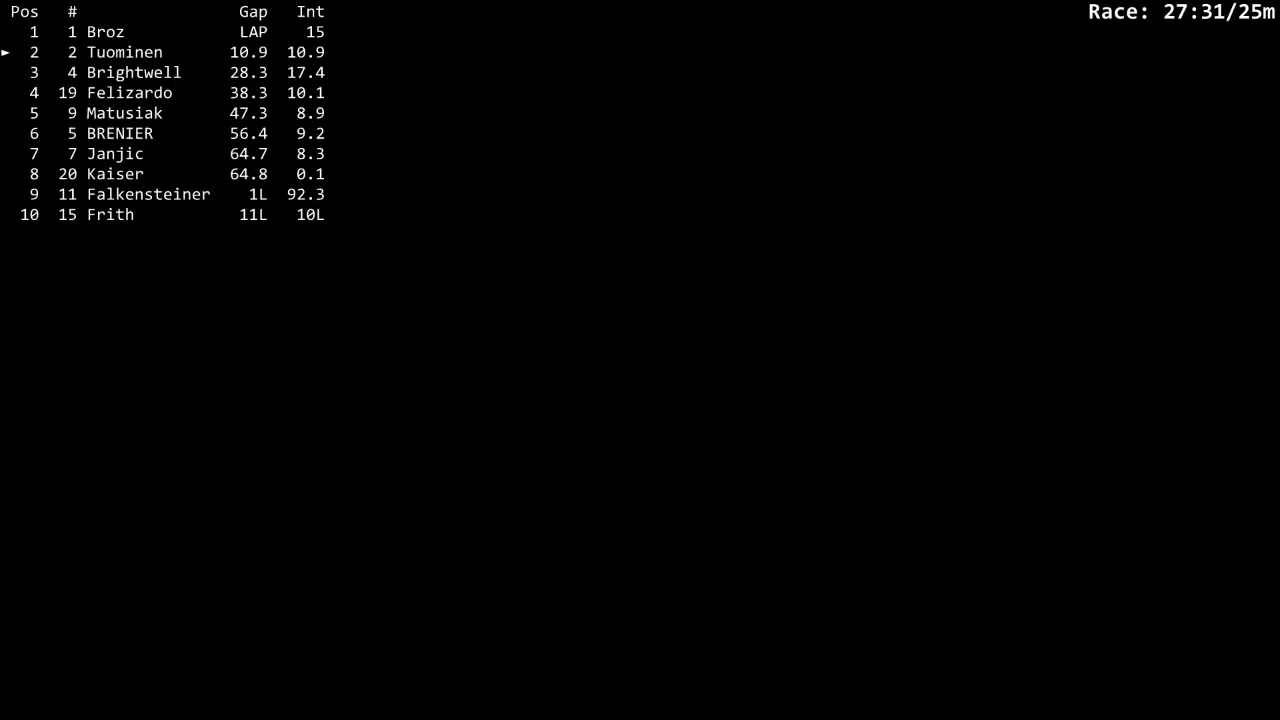 Pos # Gap Int
1 1 Broz LAP 15
► 2 2 Tuominen 10.9 10.9
3 4 Brightwell 28.3 17.4
4 19 Felizardo 38.3 10.1
5 9 Matusiak 47.3 8.9
6 5 BRENIER 56.4 9.2
7 7 Janjic 64.7 8.3
8 20 Kaiser 64.8 0.1
9 11 Falkensteiner 1L 92.3
10 15 Frith 11L 10L
Race: 27:31/25m